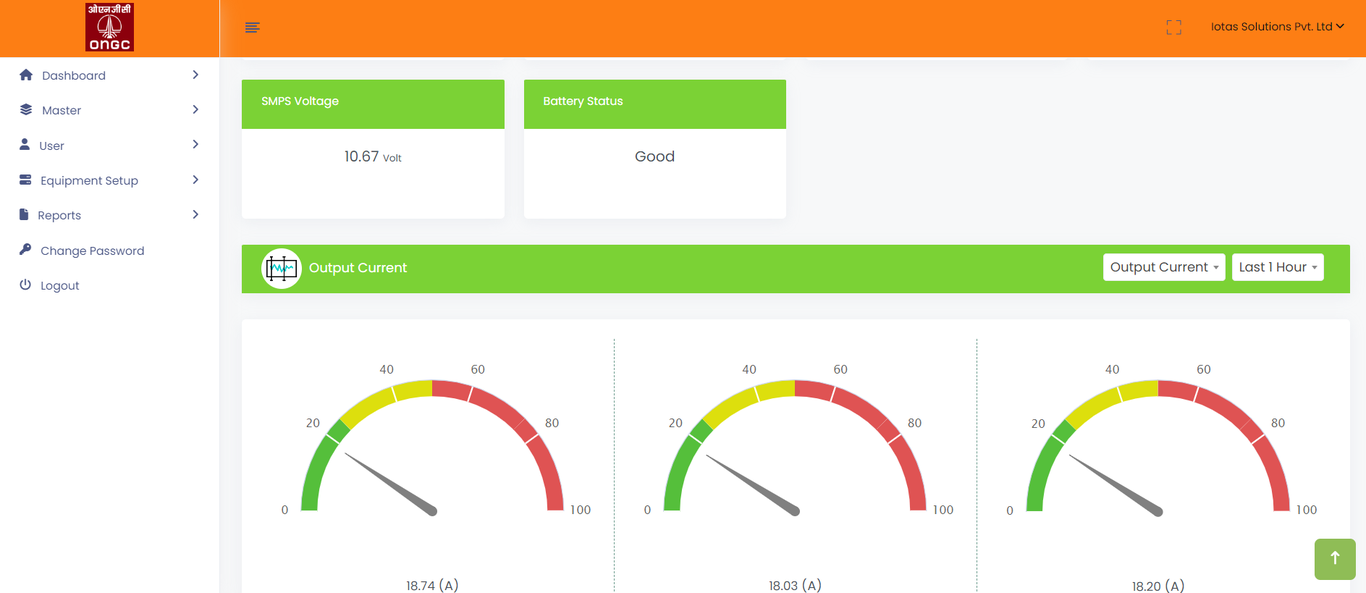 ओएनजीसी
ONGC
Iotas Solutions Pvt. Ltd
Dashboard
Master
User
Equipment Setup
Reports
Change Password
Logout
SMPS Voltage
10.67 Volt
Battery Status
Good
Output Current
Output Current
Last 1 Hour
0
20
40
60
80
100
18.74 (A)
0
20
40
60
80
100
18.03 (A)
0
20
40
60
80
100
18.20 (A)